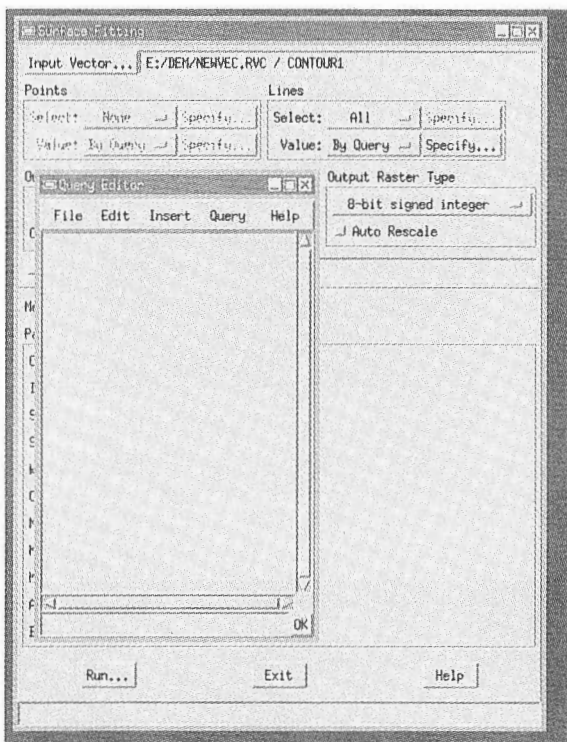 Surface Fitting
Input Vector... E:/DEM/NEWVEC.RVC / CONTOUR1
Points Lines
Select: None Specify... Select: All Specify...
Value: By Query Specify... Value: By Query Specify...
Output Raster Type
Query Editor
8-bit signed integer
File Edit Insert Query Help
Auto Rescale
OK
Run... Exit Help